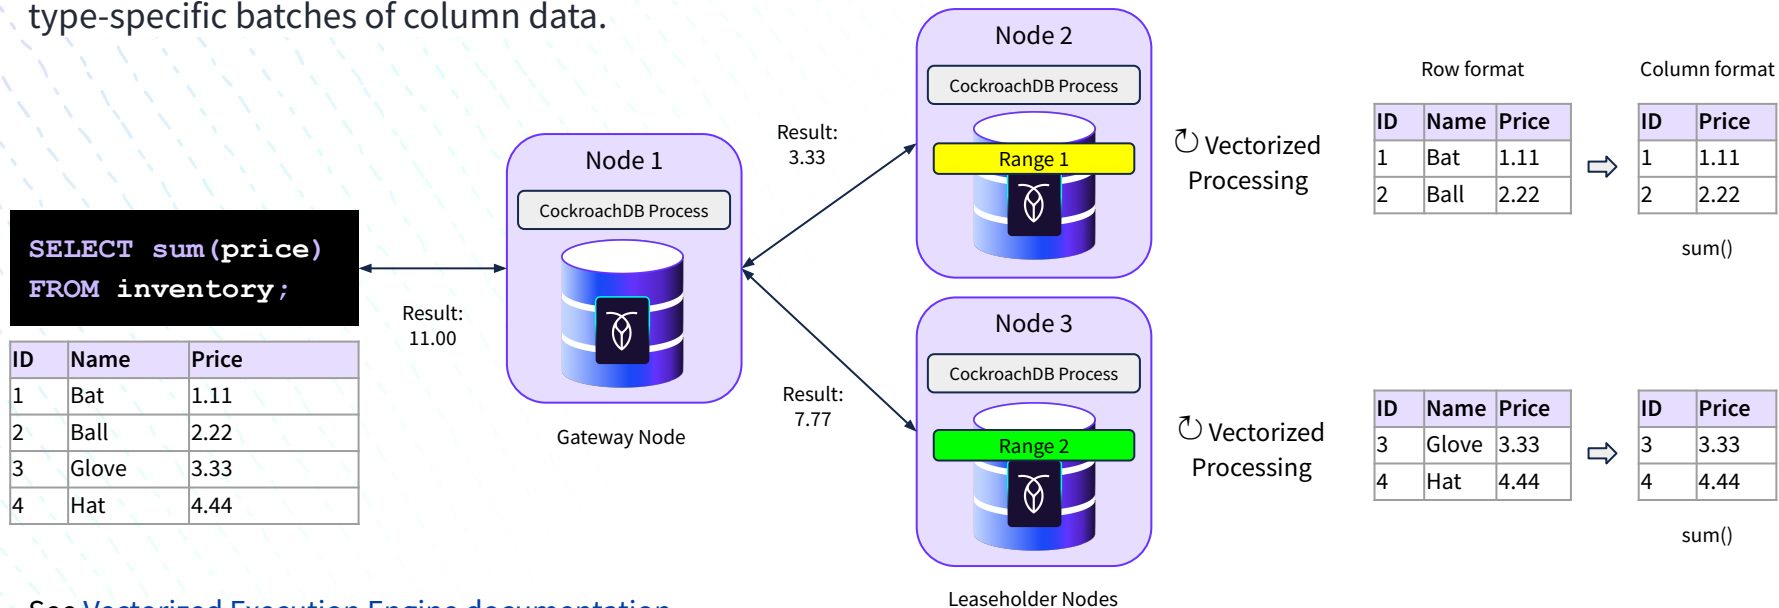 type-specific batches of column data.
SELECT sum(price)
FROM inventory;
ID Name Price
1 Bat 1.11
2 Ball 2.22
3 Glove 3.33
4 Hat 4.44
Result:
11.00
Node 1
CockroachDB Process
Gateway Node
Result:
3.33
Result:
7.77
Node 2
CockroachDB Process
Range 1
Node 3
CockroachDB Process
Range 2
Leaseholder Nodes
Vectorized
Processing
Vectorized
Processing
Row format
ID Name Price
1 Bat 1.11
2 Ball 2.22
Column format
ID Price
1 1.11
2 2.22
sum()
ID Name Price
3 Glove 3.33
4 Hat 4.44
ID Price
3 3.33
4 4.44
sum()
See Vectorized Execution Engine documentation